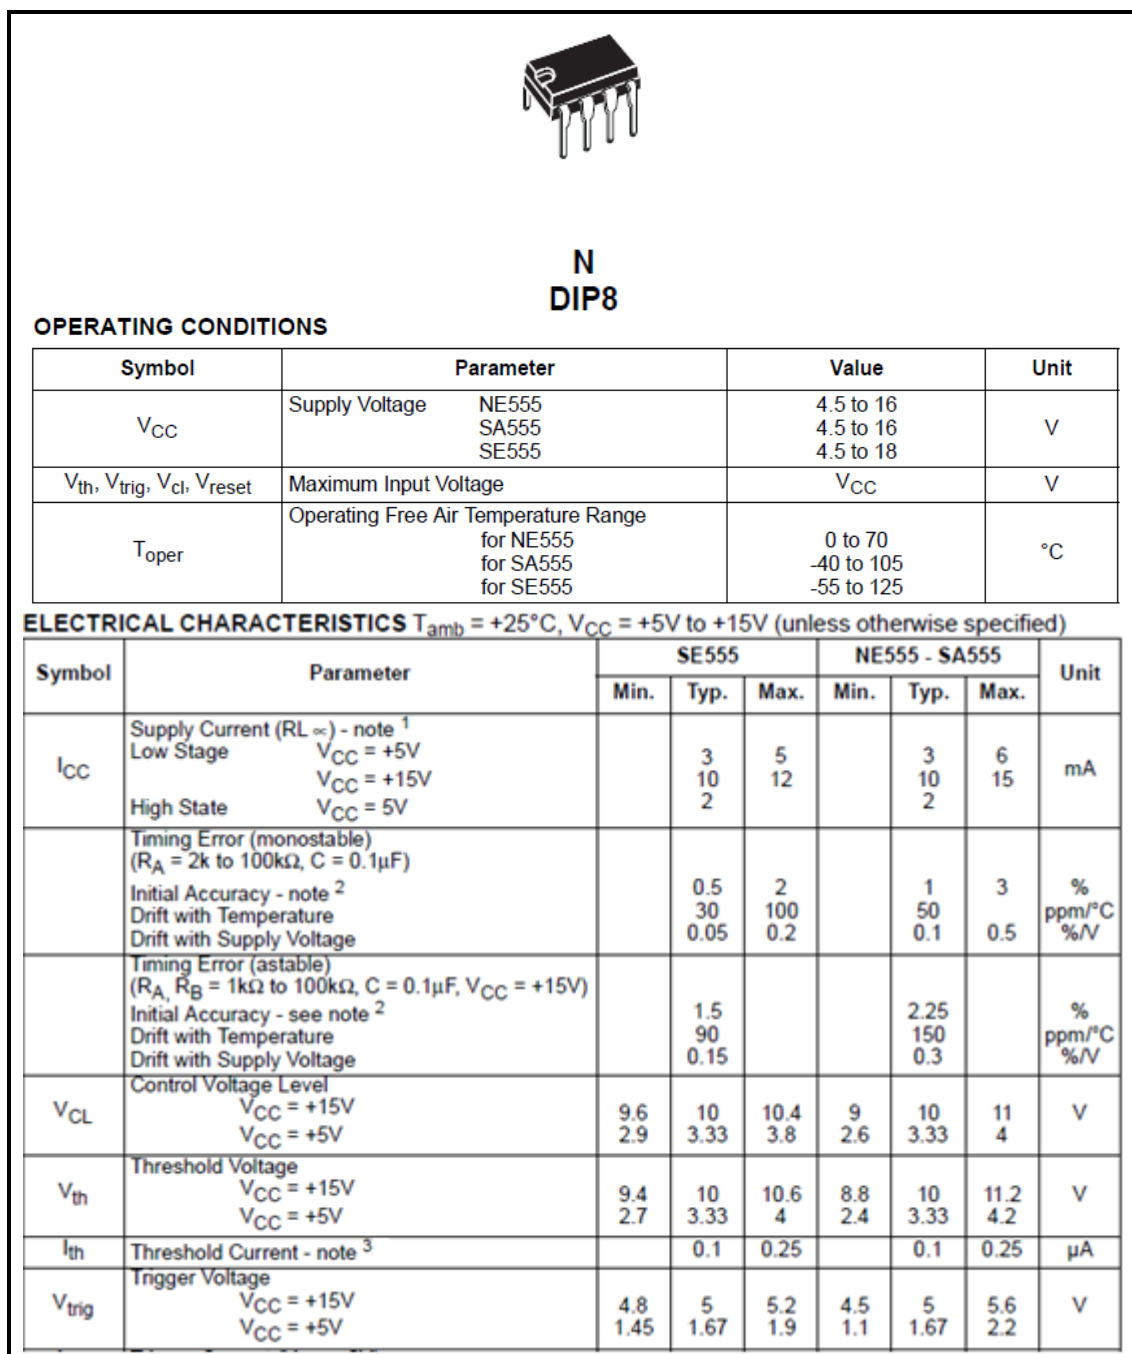 N
DIP8
OPERATING CONDITIONS
Symbol Parameter Value Unit
VCC Supply Voltage NE555 4.5 to 16 V
SA555 4.5 to 16
SE555 4.5 to 18
Vth, Vtrig, Vcl, Vreset Maximum Input Voltage VCC V
Toper Operating Free Air Temperature Range °C
for NE555 0 to 70
for SA555 -40 to 105
for SE555 -55 to 125
ELECTRICAL CHARACTERISTICS Tamb = +25°C, VCC = +5V to +15V (unless otherwise specified)
Symbol Parameter SE555 NE555 - SA555 Unit
Min. Typ. Max. Min. Typ. Max.
ICC Supply Current (RL ∝) - note 1 mA
Low Stage VCC = +5V 3 5 3 6
VCC = +15V 10 12 10 15
High State VCC = 5V 2 2
Timing Error (monostable)
(RA = 2k to 100kΩ, C = 0.1µF)
Initial Accuracy - note 2 0.5 2 1 3 %
Drift with Temperature 30 100 50 ppm/°C
Drift with Supply Voltage 0.05 0.2 0.1 0.5 %/V
Timing Error (astable)
(RA, RB = 1kΩ to 100kΩ, C = 0.1µF, VCC = +15V)
Initial Accuracy - see note 2 1.5 2.25 %
Drift with Temperature 90 150 ppm/°C
Drift with Supply Voltage 0.15 0.3 %/V
VCL Control Voltage Level V
VCC = +15V 9.6 10 10.4 9 10 11
VCC = +5V 2.9 3.33 3.8 2.6 3.33 4
Vth Threshold Voltage V
VCC = +15V 9.4 10 10.6 8.8 10 11.2
VCC = +5V 2.7 3.33 4 2.4 3.33 4.2
Ith Threshold Current - note 3 0.1 0.25 0.1 0.25 µA
Vtrig Trigger Voltage V
VCC = +15V 4.8 5 5.2 4.5 5 5.6
VCC = +5V 1.45 1.67 1.9 1.1 1.67 2.2